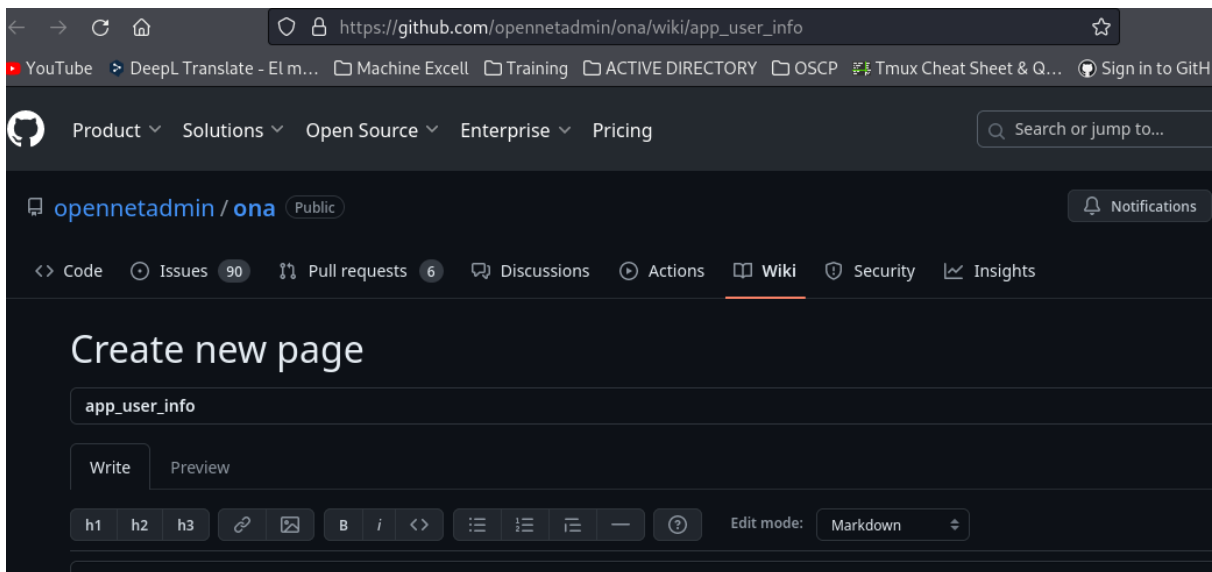 https://github.com/opennetadmin/ona/wiki/app_user_info
YouTube DeepL Translate - El m... Machine Excell Training ACTIVE DIRECTORY OSCP Tmux Cheat Sheet & Q... Sign in to GitH
Product Solutions Open Source Enterprise Pricing Search or jump to...
opennetadmin / ona Public Notifications
<> Code Issues 90 Pull requests 6 Discussions Actions Wiki Security Insights
Create new page
app_user_info
Write Preview
h1 h2 h3 B i <> Edit mode: Markdown